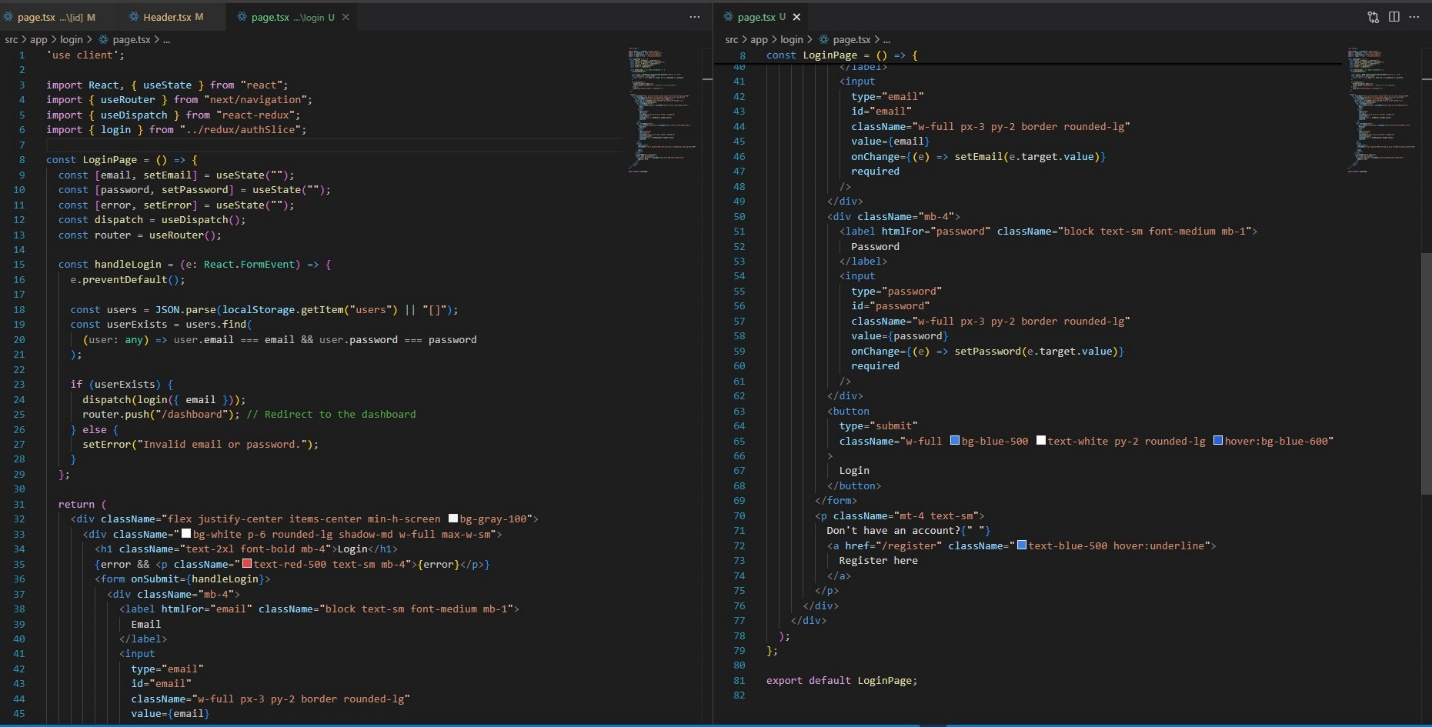 page.tsx ...\[id] M
Header.tsx M
page.tsx ...\login U
src > app > login > page.tsx > ...
1 'use client';
2
3 import React, { useState } from "react";
4 import { useRouter } from "next/navigation";
5 import { useDispatch } from "react-redux";
6 import { login } from "../redux/authSlice";
7
8 const LoginPage = () => {
9 const [email, setEmail] = useState("");
10 const [password, setPassword] = useState("");
11 const [error, setError] = useState("");
12 const dispatch = useDispatch();
13 const router = useRouter();
14
15 const handleLogin = (e: React.FormEvent) => {
16 e.preventDefault();
17
18 const users = JSON.parse(localStorage.getItem("users") || "[]");
19 const userExists = users.find(
20 (user: any) => user.email === email && user.password === password
21 );
22
23 if (userExists) {
24 dispatch(login({ email }));
25 router.push("/dashboard"); // Redirect to the dashboard
26 } else {
27 setError("Invalid email or password.");
28 }
29 };
30
31 return (
32 <div className="flex justify-center items-center min-h-screen bg-gray-100">
33 <div className="bg-white p-6 rounded-lg shadow-md w-full max-w-sm">
34 <h1 className="text-2xl font-bold mb-4">Login</h1>
35 {error && <p className="text-red-500 text-sm mb-4">{error}</p>}
36 <form onSubmit={handleLogin}>
37 <div className="mb-4">
38 <label htmlFor="email" className="block text-sm font-medium mb-1">
39 Email
40 </label>
41 <input
42 type="email"
43 id="email"
44 className="w-full px-3 py-2 border rounded-lg"
45 value={email}
page.tsx U
src > app > login > page.tsx > ...
8 const LoginPage = () => {
40 </label>
41 <input
42 type="email"
43 id="email"
44 className="w-full px-3 py-2 border rounded-lg"
45 value={email}
46 onChange={(e) => setEmail(e.target.value)}
47 required
48 />
49 </div>
50 <div className="mb-4">
51 <label htmlFor="password" className="block text-sm font-medium mb-1">
52 Password
53 </label>
54 <input
55 type="password"
56 id="password"
57 className="w-full px-3 py-2 border rounded-lg"
58 value={password}
59 onChange={(e) => setPassword(e.target.value)}
60 required
61 />
62 </div>
63 <button
64 type="submit"
65 className="w-full bg-blue-500 text-white py-2 rounded-lg hover:bg-blue-600"
66 >
67 Login
68 </button>
69 </form>
70 <p className="mt-4 text-sm">
71 Don't have an account?{" "}
72 <a href="/register" className="text-blue-500 hover:underline">
73 Register here
74 </a>
75 </p>
76 </div>
77 </div>
78 );
79 };
80
81 export default LoginPage;
82